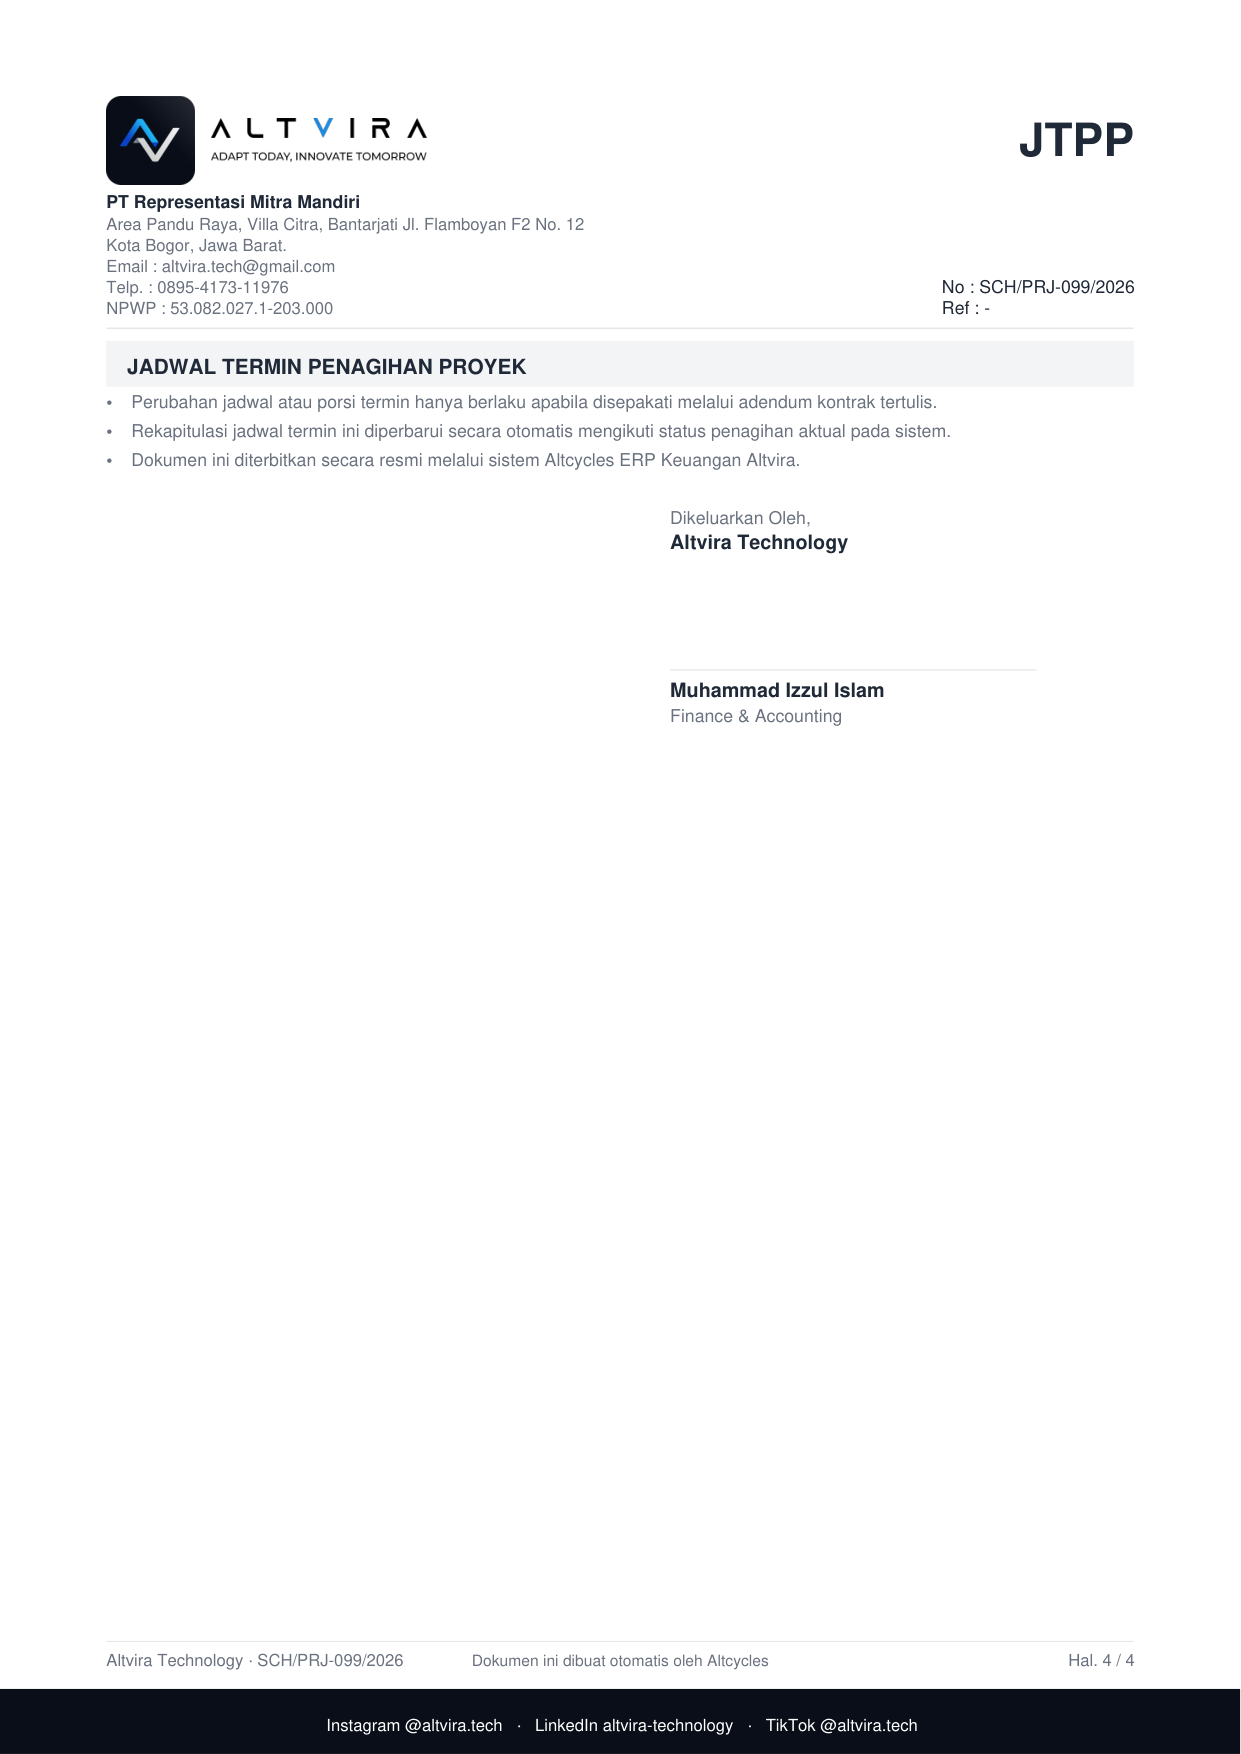 ALTVIRA
ADAPT TODAY, INNOVATE TOMORROW
JTPP
PT Representasi Mitra Mandiri
Area Pandu Raya, Villa Citra, Bantarjati Jl. Flamboyan F2 No. 12
Kota Bogor, Jawa Barat.
Email : altvira.tech@gmail.com
Telp. : 0895-4173-11976
NPWP : 53.082.027.1-203.000
No : SCH/PRJ-099/2026
Ref : -
JADWAL TERMIN PENAGIHAN PROYEK
• Perubahan jadwal atau porsi termin hanya berlaku apabila disepakati melalui adendum kontrak tertulis.
• Rekapitulasi jadwal termin ini diperbarui secara otomatis mengikuti status penagihan aktual pada sistem.
• Dokumen ini diterbitkan secara resmi melalui sistem Altcycles ERP Keuangan Altvira.
Dikeluarkan Oleh,
Altvira Technology
Muhammad Izzul Islam
Finance & Accounting
Altvira Technology · SCH/PRJ-099/2026
Dokumen ini dibuat otomatis oleh Altcycles
Hal. 4 / 4
Instagram @altvira.tech · LinkedIn altvira-technology · TikTok @altvira.tech